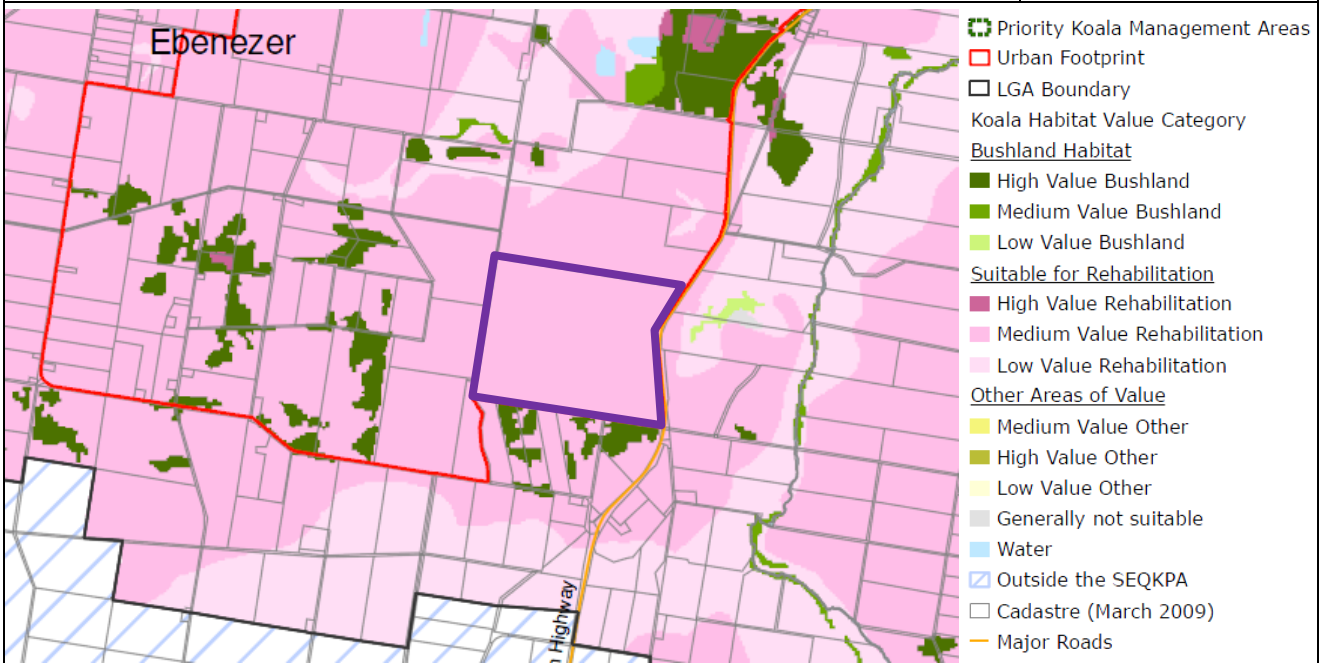 Ebenezer
Highway
Priority Koala Management Areas
Urban Footprint
LGA Boundary
Koala Habitat Value Category
Bushland Habitat
High Value Bushland
Medium Value Bushland
Low Value Bushland
Suitable for Rehabilitation
High Value Rehabilitation
Medium Value Rehabilitation
Low Value Rehabilitation
Other Areas of Value
Medium Value Other
High Value Other
Low Value Other
Generally not suitable
Water
Outside the SEQKPA
Cadastre (March 2009)
Major Roads